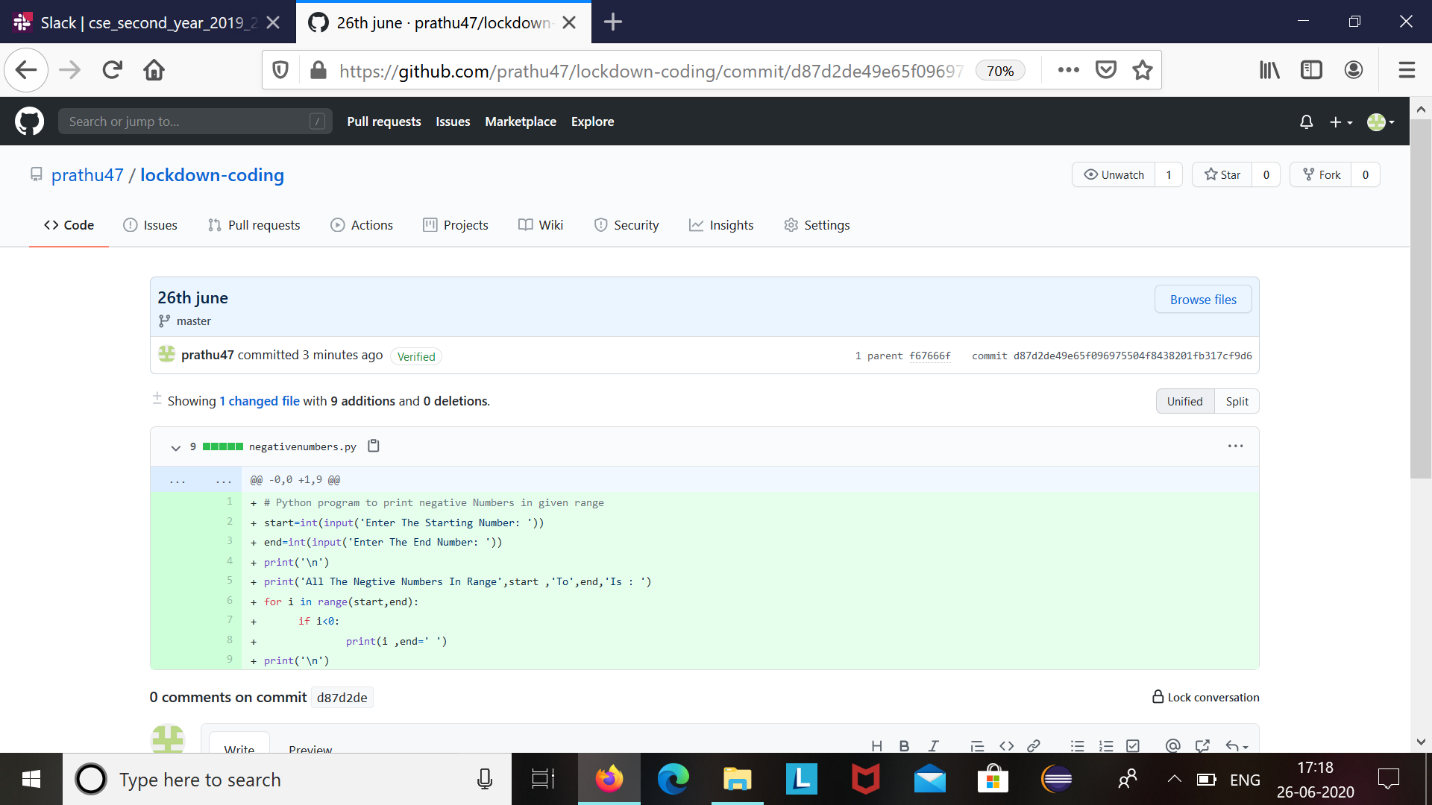 Slack | cse_second_year_2019_2
26th june · prathu47/lockdown-
https://github.com/prathu47/lockdown-coding/commit/d87d2de49e65f09697
70%
Search or jump to...
/
Pull requests
Issues
Marketplace
Explore
prathu47 / lockdown-coding
Unwatch 1
Star 0
Fork 0
Code
Issues
Pull requests
Actions
Projects
Wiki
Security
Insights
Settings
26th june
Browse files
master
prathu47 committed 3 minutes ago Verified
1 parent f67666f commit d87d2de49e65f096975504f8438201fb317cf9d6
Showing 1 changed file with 9 additions and 0 deletions.
Unified Split
9 negativenumbers.py
... ... @@ -0,0 +1,9 @@
1 + # Python program to print negative Numbers in given range
2 + start=int(input('Enter The Starting Number: '))
3 + end=int(input('Enter The End Number: '))
4 + print('\n')
5 + print('All The Negtive Numbers In Range',start ,'To',end,'Is : ')
6 + for i in range(start,end):
7 + if i<0:
8 + print(i ,end=' ')
9 + print('\n')
0 comments on commit d87d2de
Lock conversation
Write
Preview
Type here to search
ENG
17:18
26-06-2020